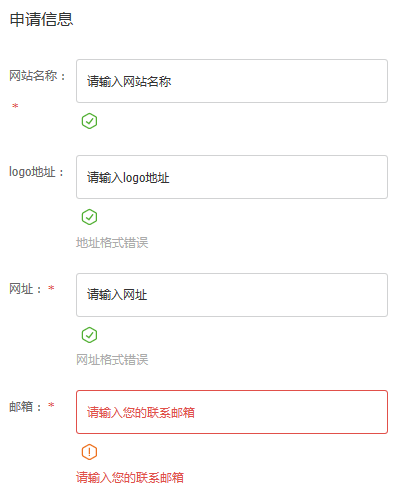 申请信息
网站名称：
*
请输入网站名称
logo地址：
请输入logo地址
地址格式错误
网址： *
请输入网址
网址格式错误
邮箱： *
请输入您的联系邮箱
请输入您的联系邮箱